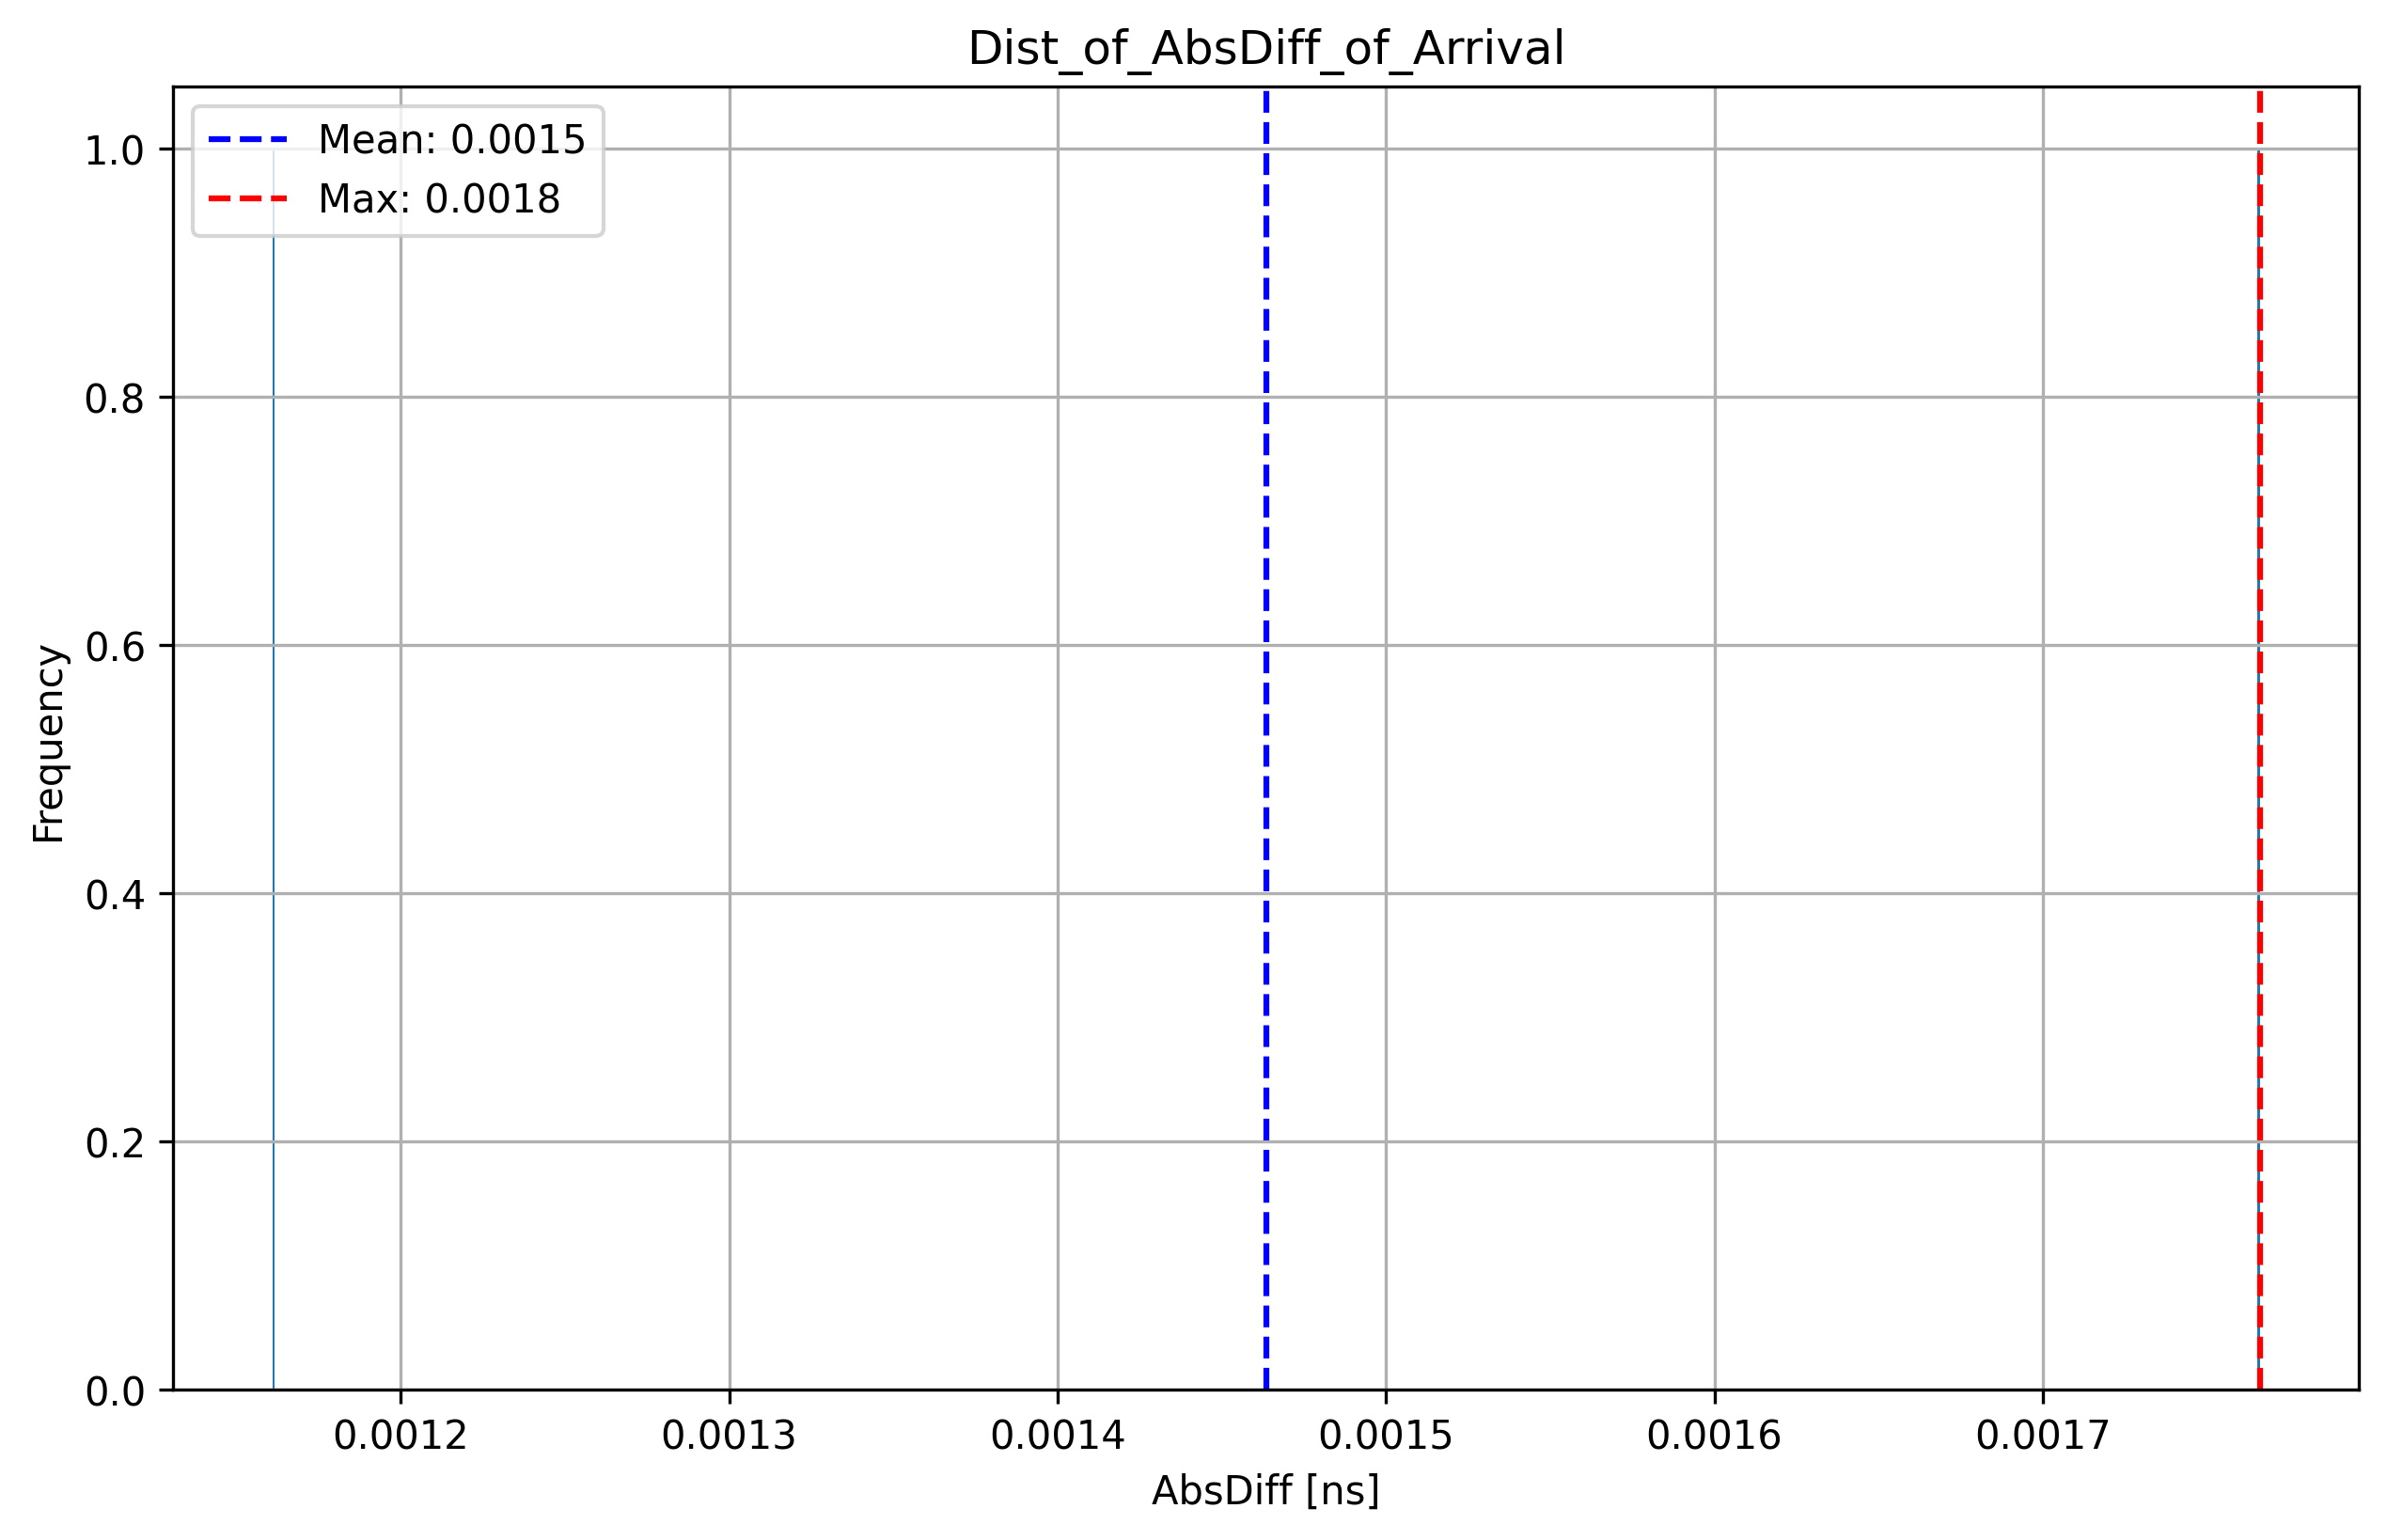 Dist_of_AbsDiff_of_Arrival
Mean: 0.0015
Max: 0.0018
1.0
0.8
0.6
0.4
0.2
0.0
Frequency
0.0012 0.0013 0.0014 0.0015 0.0016 0.0017
AbsDiff [ns]